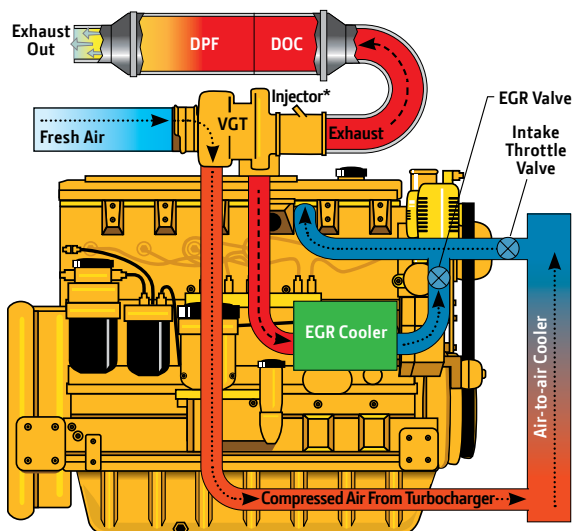 Exhaust
Out
DPF
DOC
Injector*
EGR Valve
Fresh Air
VGT
Exhaust
Intake
Throttle
Valve
EGR Cooler
Air-to-air Cooler
Compressed Air From Turbocharger